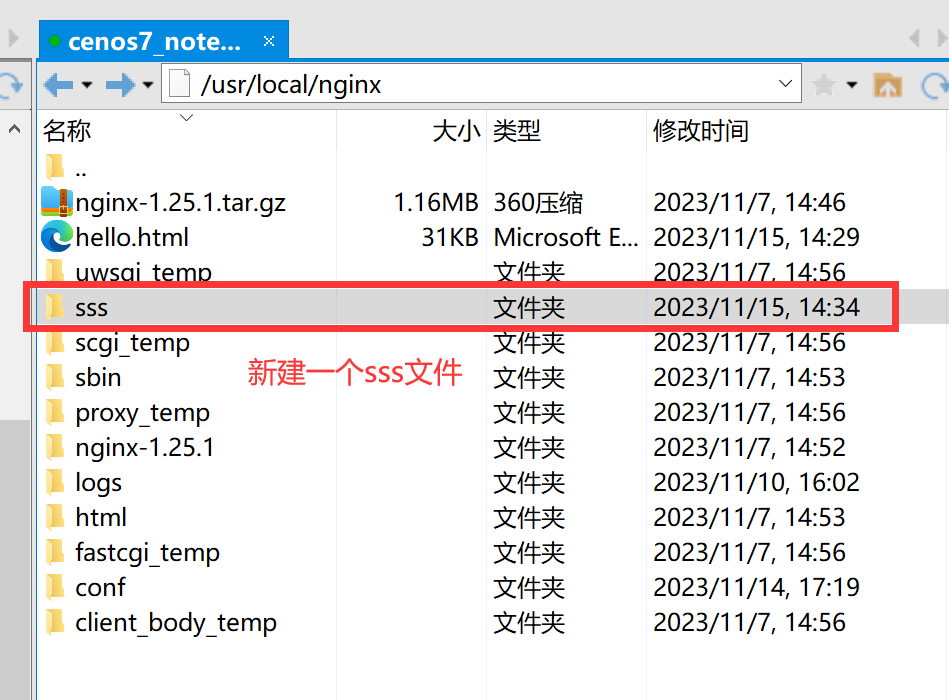 cenos7_note... ×
/usr/local/nginx
名称 大小 类型 修改时间
..
nginx-1.25.1.tar.gz 1.16MB 360压缩 2023/11/7, 14:46
hello.html 31KB Microsoft E... 2023/11/15, 14:29
uwsgi_temp 文件夹 2023/11/7, 14:56
sss 文件夹 2023/11/15, 14:34
scgi_temp 文件夹 2023/11/7, 14:56
新建一个sss文件
sbin 文件夹 2023/11/7, 14:53
proxy_temp 文件夹 2023/11/7, 14:56
nginx-1.25.1 文件夹 2023/11/7, 14:52
logs 文件夹 2023/11/10, 16:02
html 文件夹 2023/11/7, 14:53
fastcgi_temp 文件夹 2023/11/7, 14:56
conf 文件夹 2023/11/14, 17:19
client_body_temp 文件夹 2023/11/7, 14:56